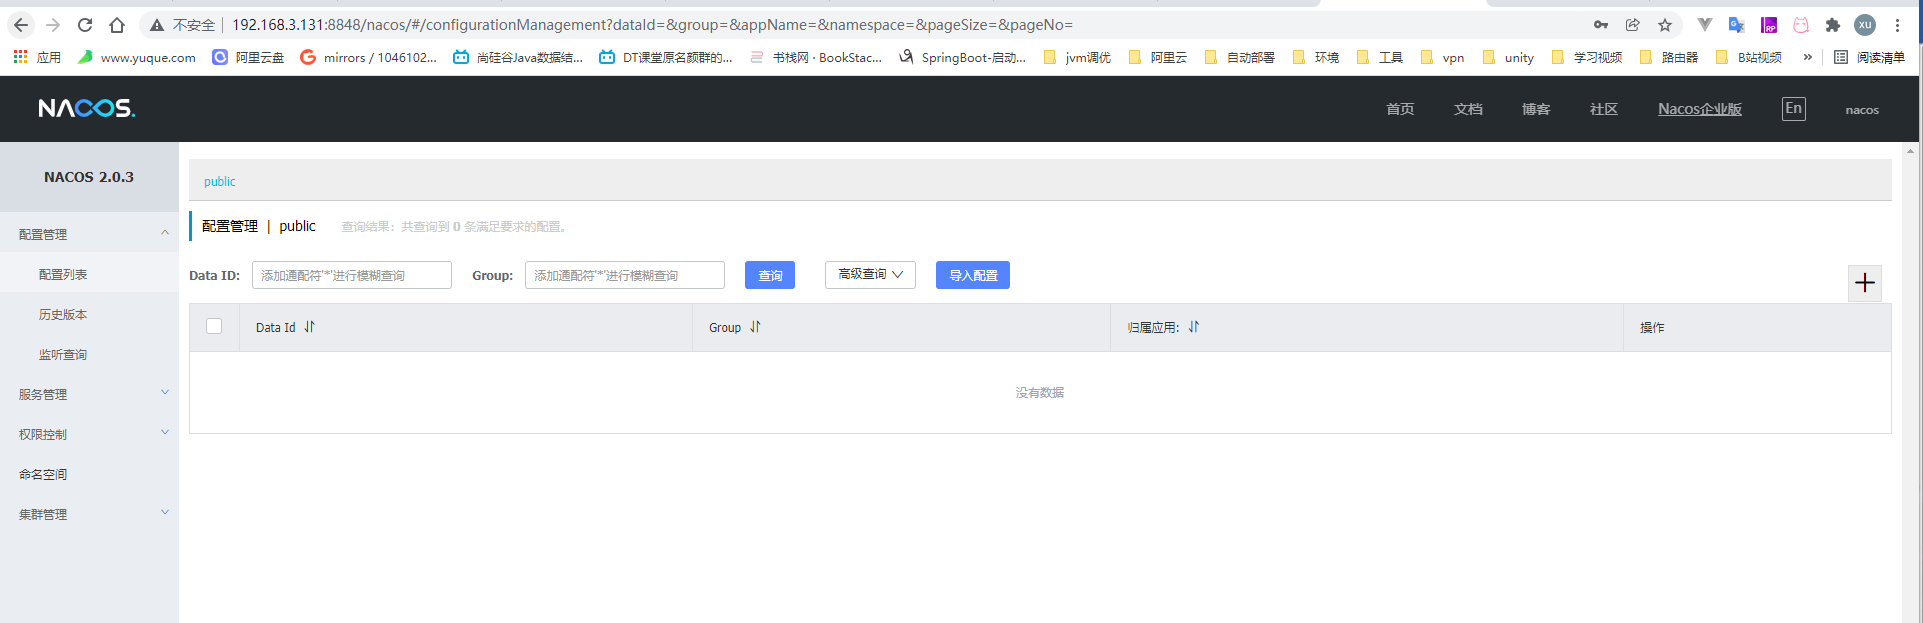 不安全 192.168.3.131:8848/nacos/#/configurationManagement?dataId=&group=&appName=&namespace=&pageSize=&pageNo= XU
应用 www.yuque.com 阿里云盘 mirrors / 1046102... 尚硅谷Java数据结... DT课堂原名颜群的... 书栈网 · BookStac... SpringBoot-启动... jvm调优 阿里云 自动部署 环境 工具 vpn unity 学习视频 路由器 B站视频 » 阅读清单
NACOS. 首页 文档 博客 社区 Nacos企业版 En nacos
NACOS 2.0.3
配置管理
配置列表
历史版本
监听查询
服务管理
权限控制
命名空间
集群管理
public
配置管理 | public 查询结果：共查询到 0 条满足要求的配置。
Data ID: 添加通配符'*'进行模糊查询 Group: 添加通配符'*'进行模糊查询 查询 高级查询 导入配置
Data Id Group 归属应用: 操作
没有数据